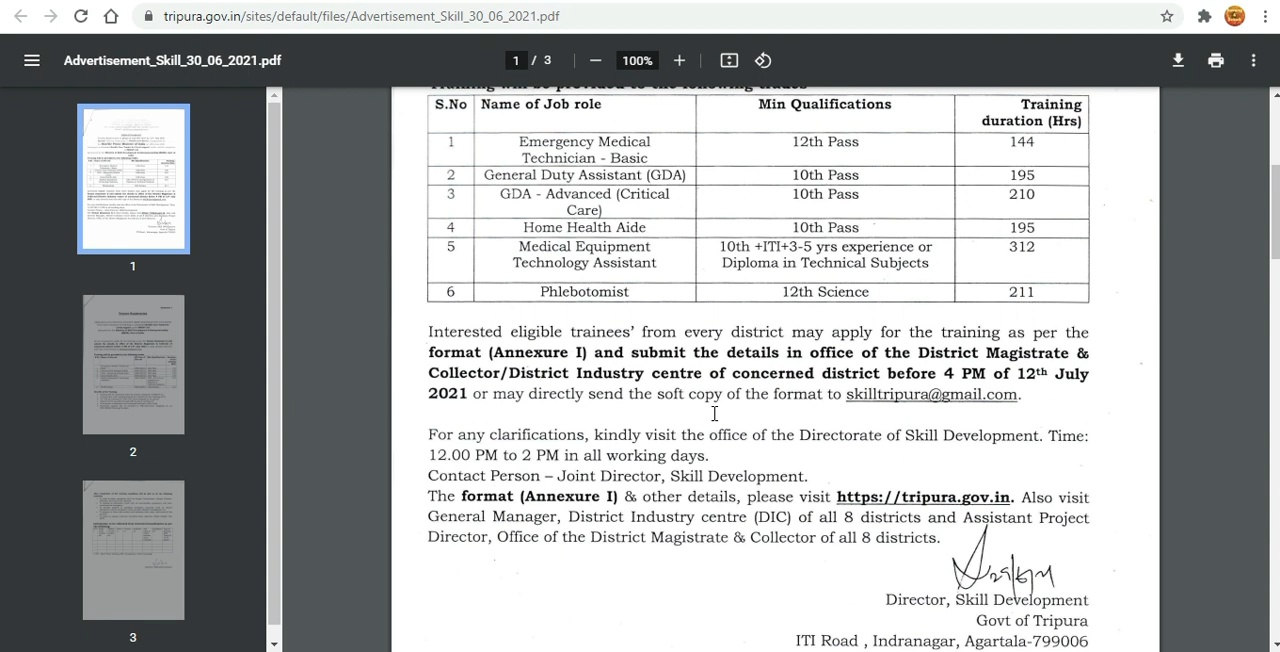 tripura.gov.in/sites/default/files/Advertisement_Skill_30_06_2021.pdf
Advertisement_Skill_30_06_2021.pdf
1 / 3
100%
S.No Name of Job role Min Qualifications Training duration (Hrs)
1 Emergency Medical Technician - Basic 12th Pass 144
2 General Duty Assistant (GDA) 10th Pass 195
3 GDA - Advanced (Critical Care) 10th Pass 210
4 Home Health Aide 10th Pass 195
5 Medical Equipment Technology Assistant 10th +ITI+3-5 yrs experience or Diploma in Technical Subjects 312
6 Phlebotomist 12th Science 211
Interested eligible trainees' from every district may apply for the training as per the
format (Annexure I) and submit the details in office of the District Magistrate &
Collector/District Industry centre of concerned district before 4 PM of 12th July
2021 or may directly send the soft copy of the format to skilltripura@gmail.com.
For any clarifications, kindly visit the office of the Directorate of Skill Development. Time:
12.00 PM to 2 PM in all working days.
Contact Person – Joint Director, Skill Development.
The format (Annexure I) & other details, please visit https://tripura.gov.in. Also visit
General Manager, District Industry centre (DIC) of all 8 districts and Assistant Project
Director, Office of the District Magistrate & Collector of all 8 districts.
Director, Skill Development
Govt of Tripura
ITI Road , Indranagar, Agartala-799006
1
2
3